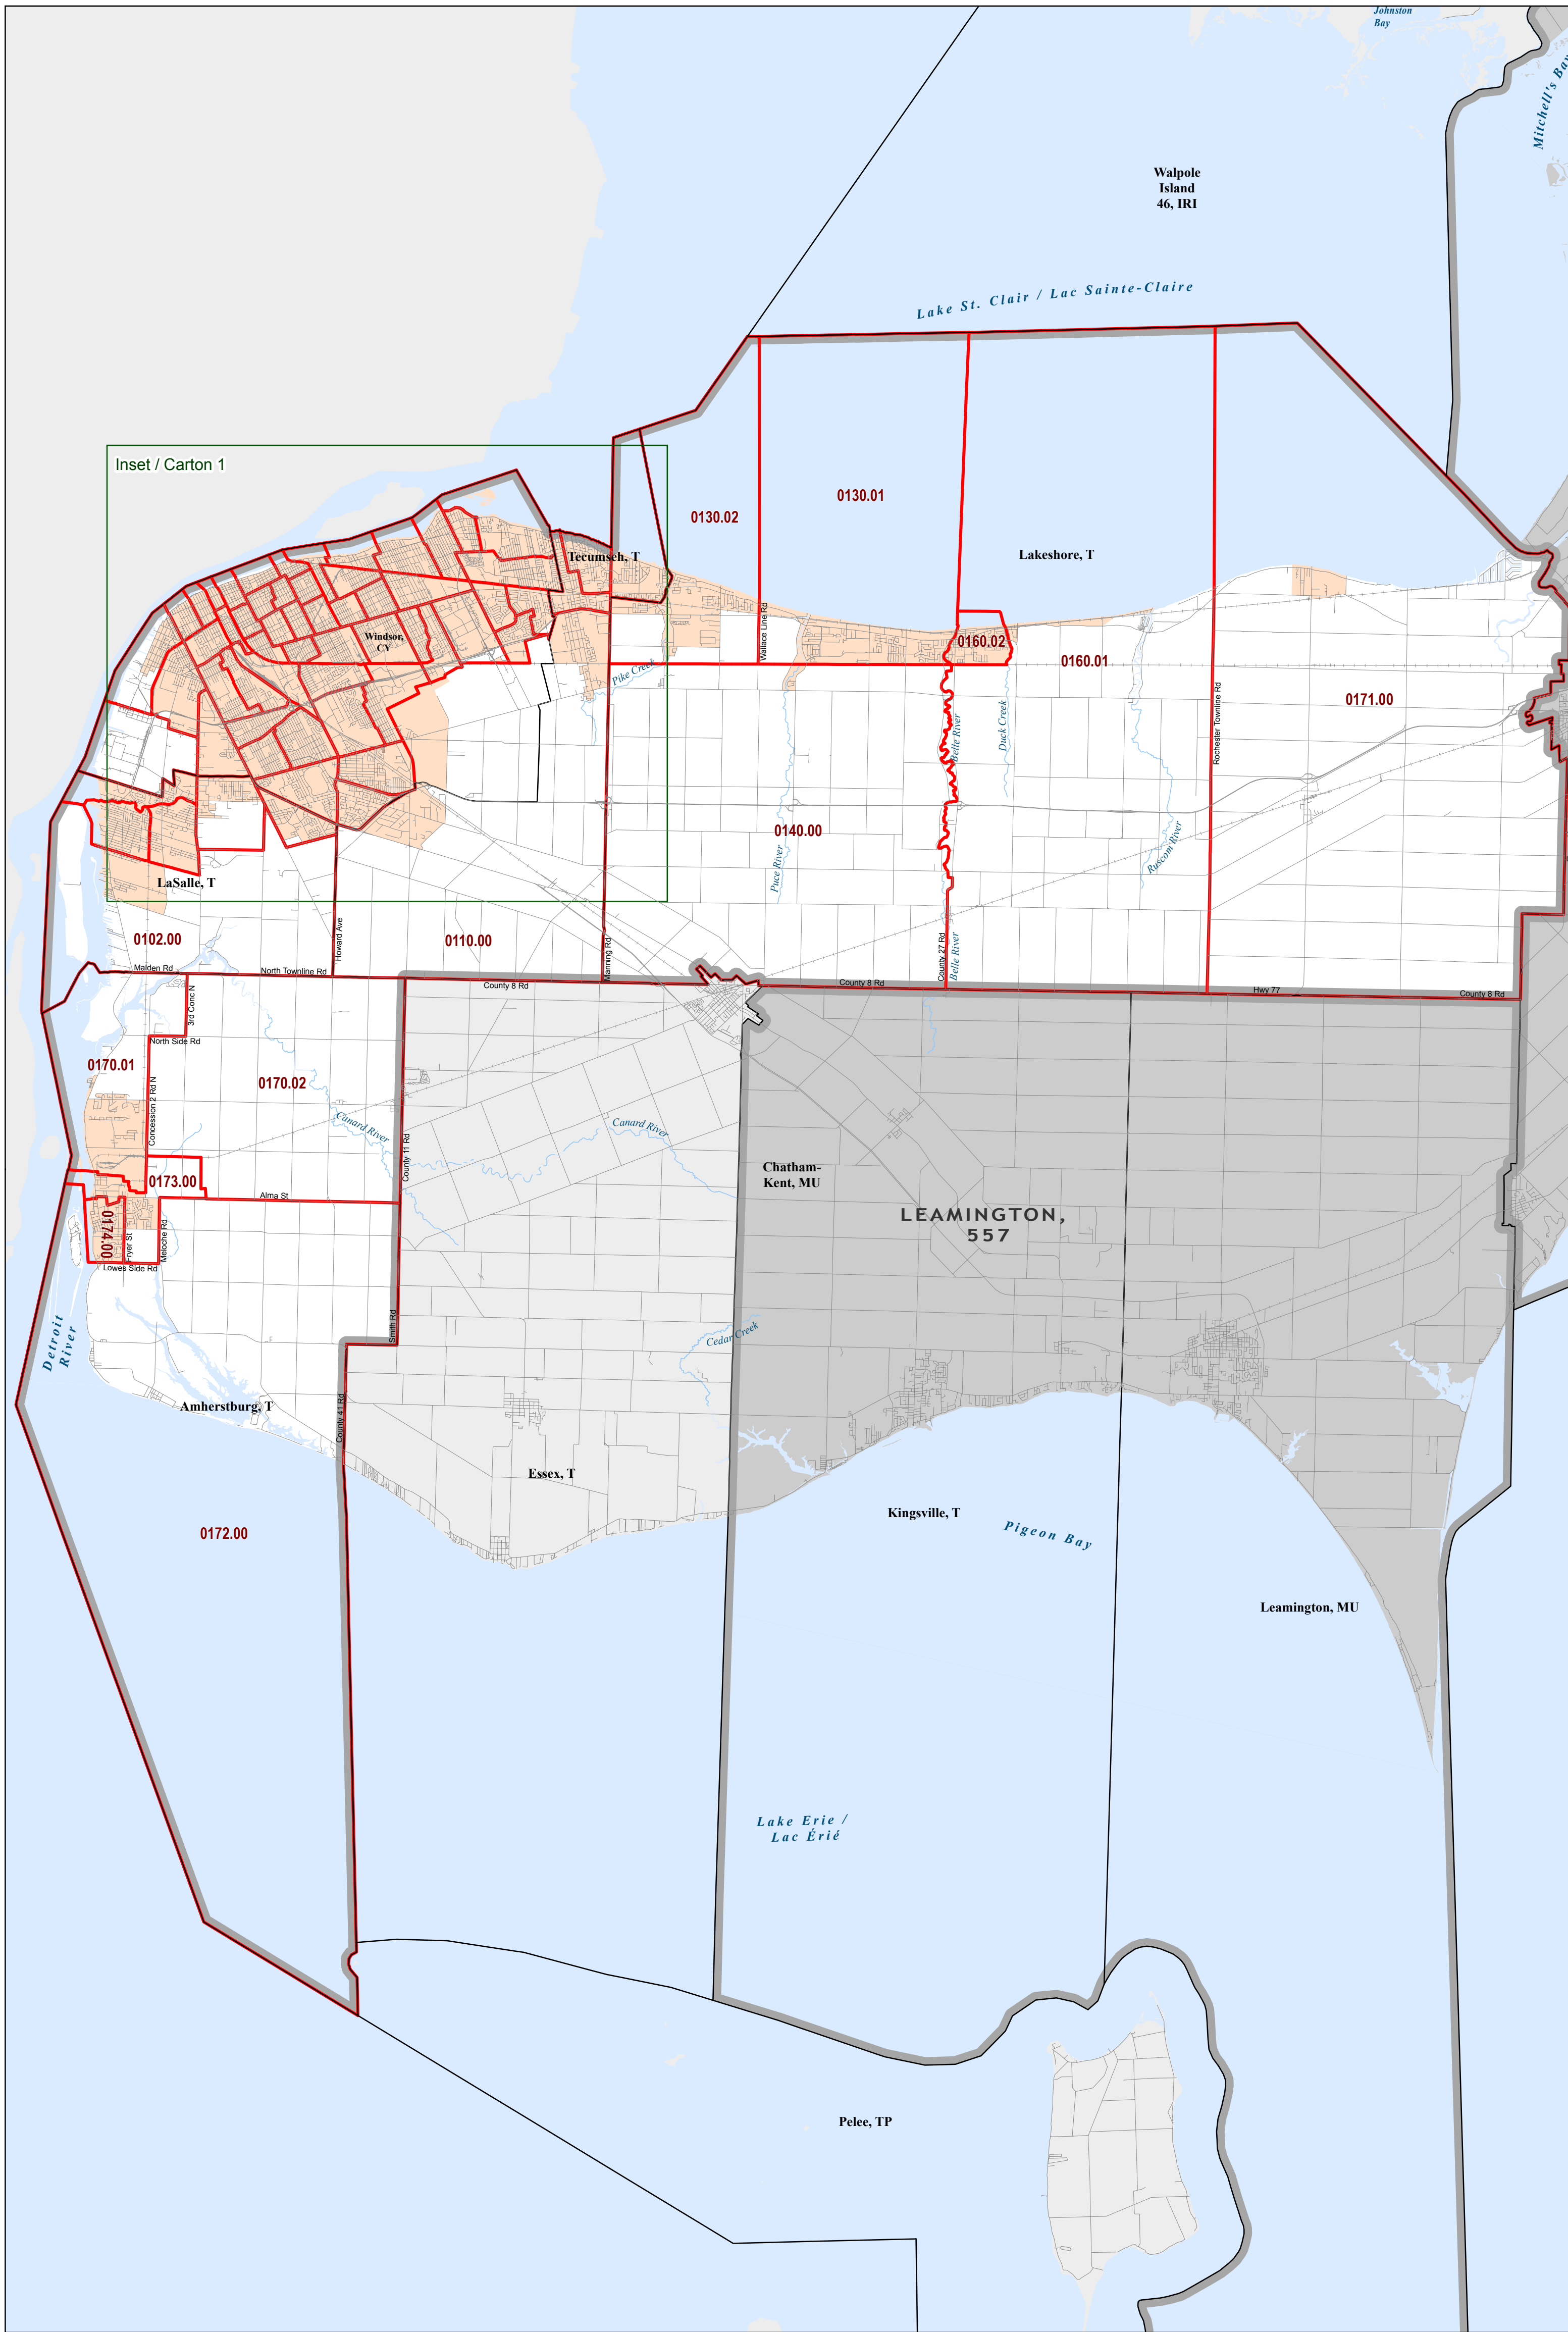 Johnston
Bay
Mitchell's Bay
Walpole
Island
46, IRI
Lake St. Clair / Lac Sainte-Claire
Inset / Carton 1
0130.02
0130.01
Lakeshore, T
Tecumseh, T
Wallace Line Rd
Windsor,
CY
0160.02
0160.01
Pike Creek
Rochester Townline Rd
0171.00
Belle River
Duck Creek
0140.00
Puce River
Ruscom River
LaSalle, T
0102.00
Howard Ave
0110.00
Manning Rd
County 27 Rd
Belle River
Malden Rd
North Townline Rd
County 8 Rd
County 8 Rd
Hwy 77
County 8 Rd
3rd Conc N
North Side Rd
0170.01
0170.02
Concession 2 Rd N
Canard River
Canard River
County 11 Rd
Chatham-
Kent, MU
0173.00
Alma St
LEAMINGTON,
557
0174.00
Fryer St
Meloche Rd
Lowes Side Rd
Detroit
River
Smith Rd
Cedar Creek
Amherstburg, T
County 41 Rd
Essex, T
Kingsville, T
Pigeon Bay
0172.00
Leamington, MU
Lake Erie /
Lac Érié
Pelee, TP